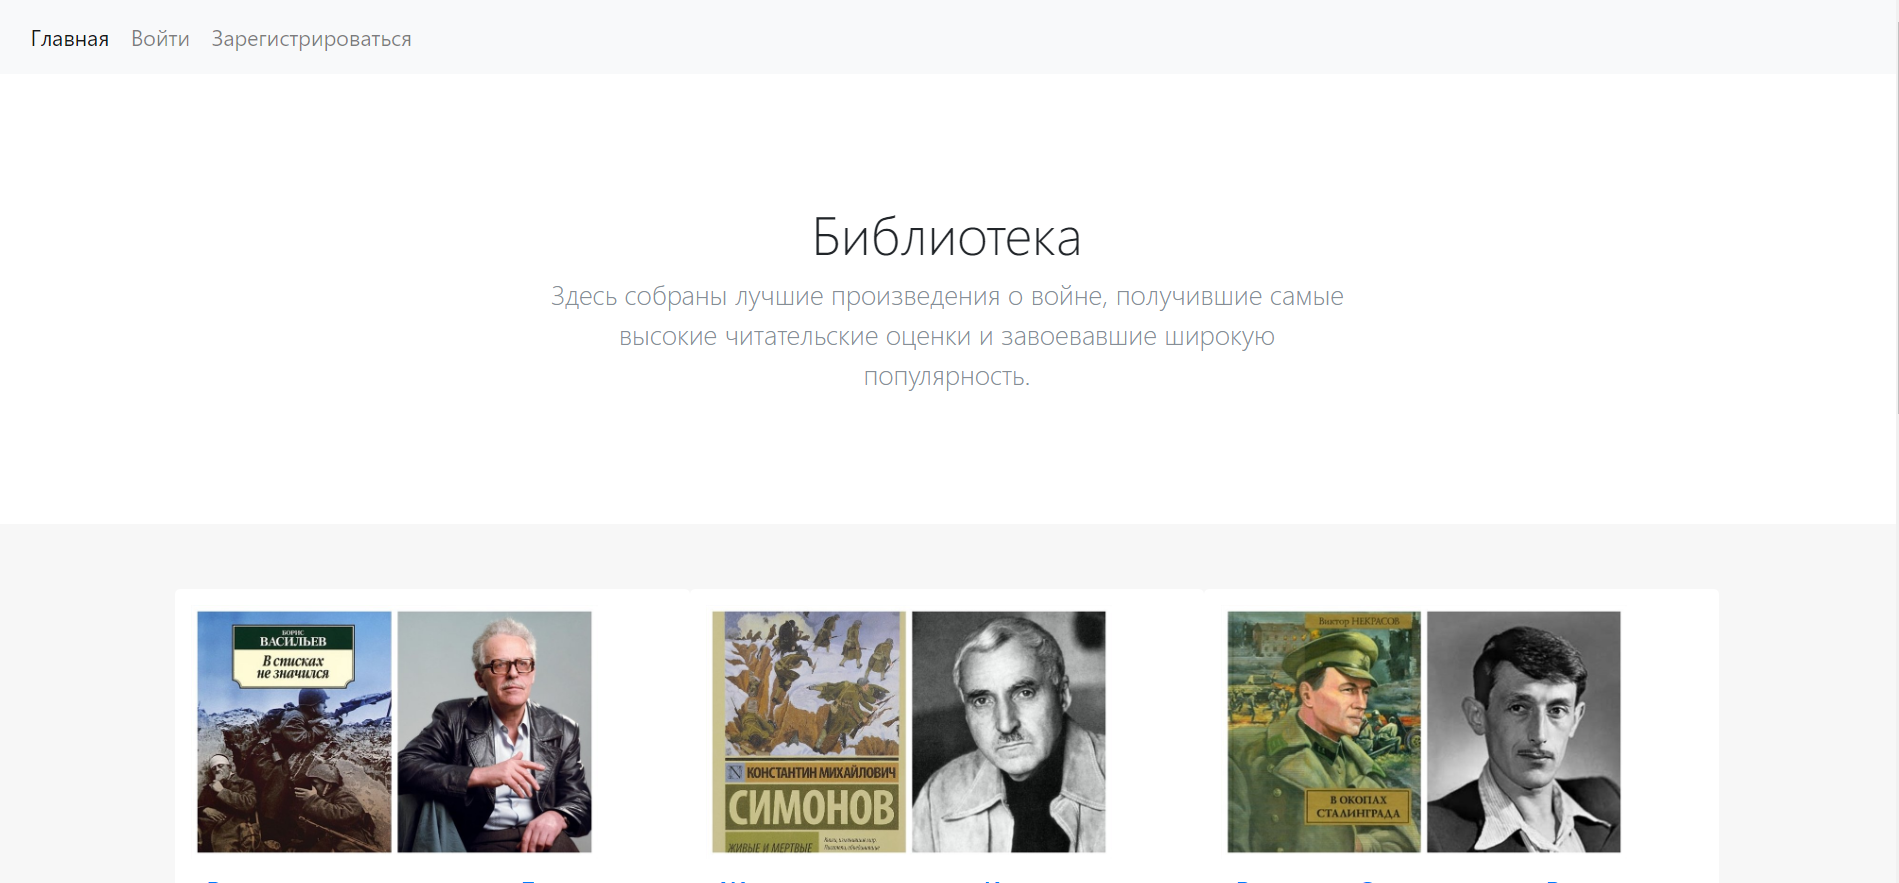 Главная Войти Зарегистрироваться
Библиотека
Здесь собраны лучшие произведения о войне, получившие самые
высокие читательские оценки и завоевавшие широкую
популярность.
БОРИС
ВАСИЛЬЕВ
В списках
не значился
N КОНСТАНТИН МИХАЙЛОВИЧ
СИМОНОВ
ЖИВЫЕ И МЕРТВЫЕ
Виктор НЕКРАСОВ
В ОКОПАХ
СТАЛИНГРАДА